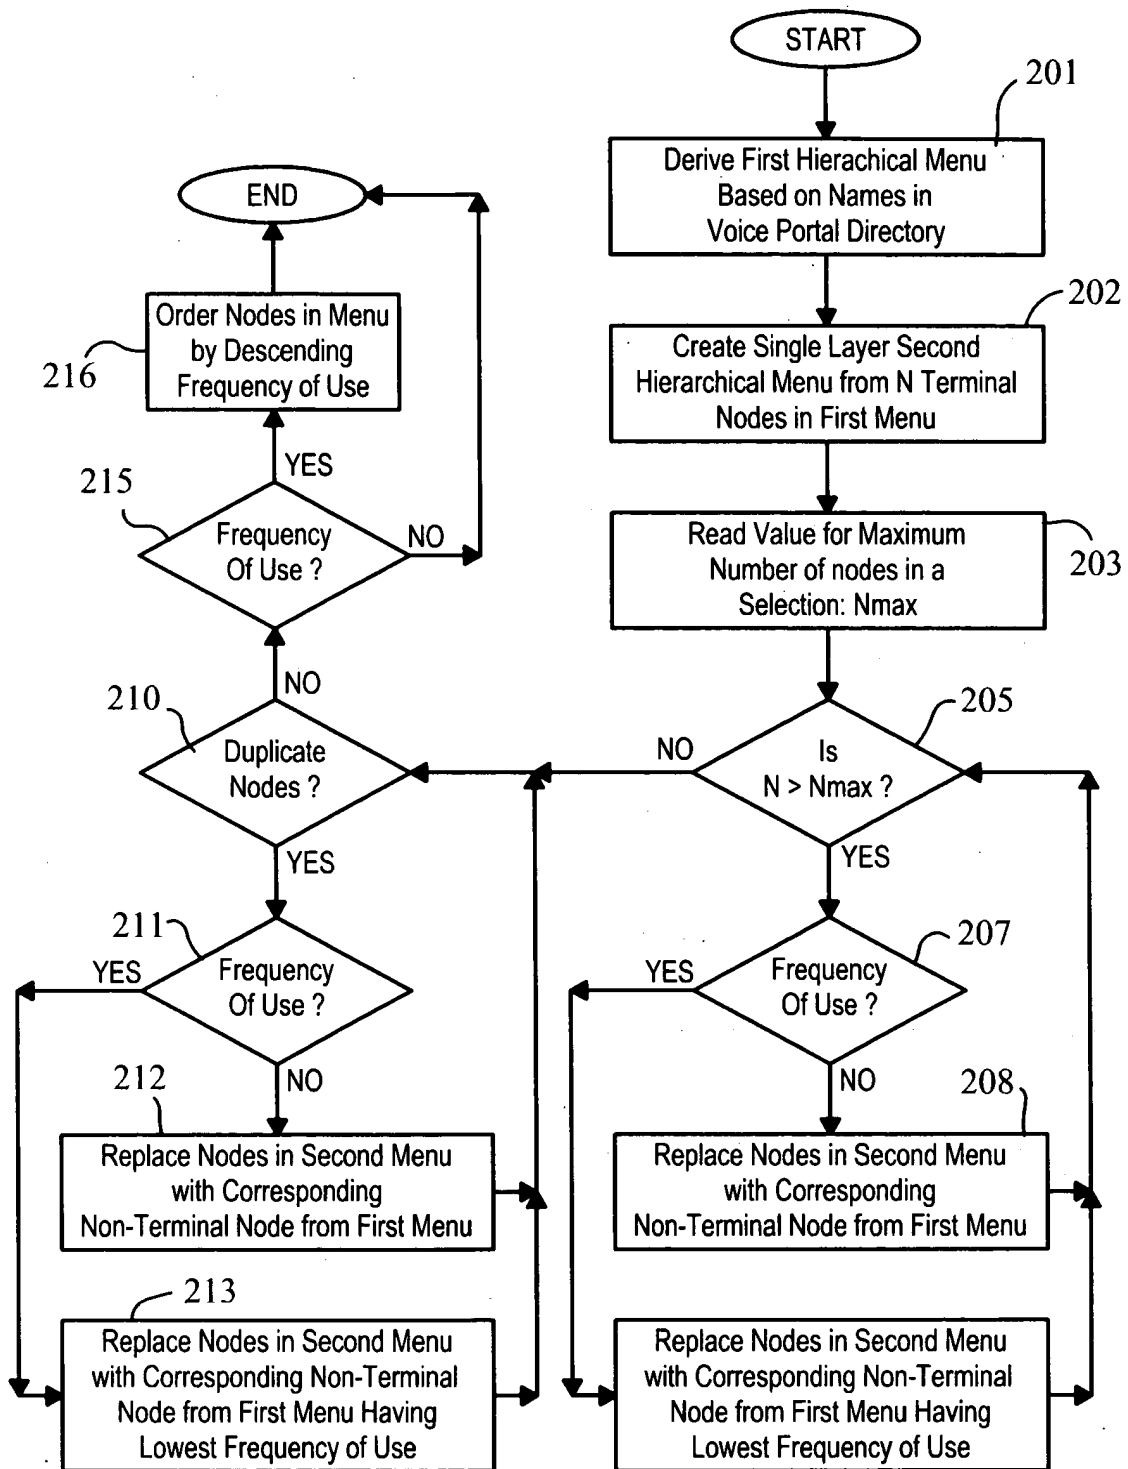 START
201
Derive First Hierachical Menu
Based on Names in
Voice Portal Directory
202
Create Single Layer Second
Hierarchical Menu from N Terminal
Nodes in First Menu
203
Read Value for Maximum
Number of nodes in a
Selection: Nmax
205
Is
N > Nmax ?
NO
YES
207
Frequency
Of Use ?
YES
NO
208
Replace Nodes in Second Menu
with Corresponding
Non-Terminal Node from First Menu
Replace Nodes in Second Menu
with Corresponding Non-Terminal
Node from First Menu Having
Lowest Frequency of Use
210
Duplicate
Nodes ?
NO
YES
211
Frequency
Of Use ?
YES
NO
212
Replace Nodes in Second Menu
with Corresponding
Non-Terminal Node from First Menu
213
Replace Nodes in Second Menu
with Corresponding Non-Terminal
Node from First Menu Having
Lowest Frequency of Use
215
Frequency
Of Use ?
YES
NO
216
Order Nodes in Menu
by Descending
Frequency of Use
END